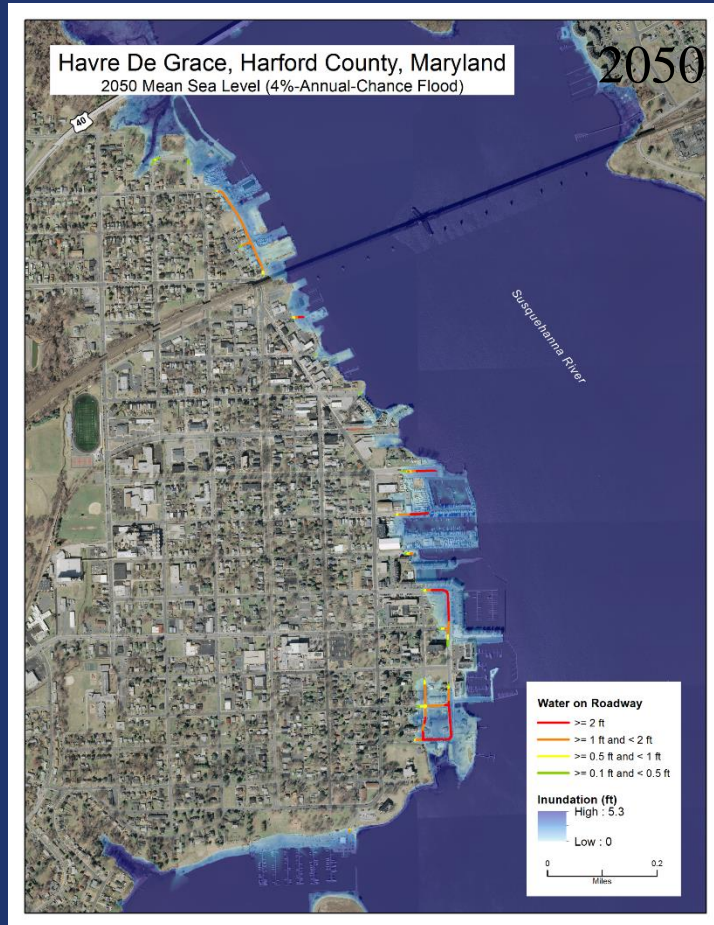 Havre De Grace, Harford County, Maryland
2050 Mean Sea Level (4%-Annual-Chance Flood)
2050
40
Susquehanna River
Water on Roadway
>= 2 ft
>= 1 ft and < 2 ft
>= 0.5 ft and < 1 ft
>= 0.1 ft and < 0.5 ft
Inundation (ft)
High : 5.3
Low : 0
0 0.2
Miles